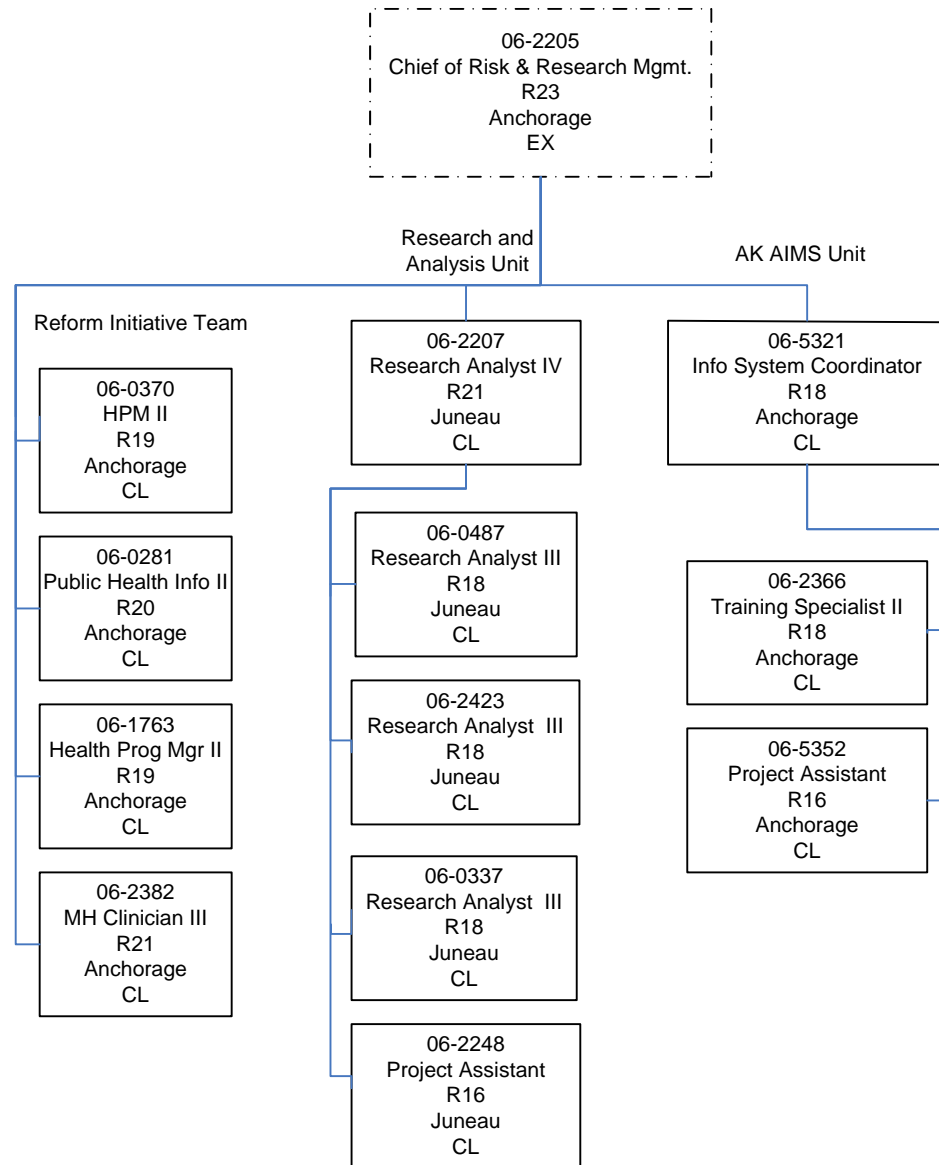 06-2205
Chief of Risk & Research Mgmt.
R23
Anchorage
EX
Research and
Analysis Unit
AK AIMS Unit
Reform Initiative Team
06-0370
HPM II
R19
Anchorage
CL
06-0281
Public Health Info II
R20
Anchorage
CL
06-1763
Health Prog Mgr II
R19
Anchorage
CL
06-2382
MH Clinician III
R21
Anchorage
CL
06-2207
Research Analyst IV
R21
Juneau
CL
06-0487
Research Analyst III
R18
Juneau
CL
06-2423
Research Analyst  III
R18
Juneau
CL
06-0337
Research Analyst  III
R18
Juneau
CL
06-2248
Project Assistant
R16
Juneau
CL
06-5321
Info System Coordinator
R18
Anchorage
CL
06-2366
Training Specialist II
R18
Anchorage
CL
06-5352
Project Assistant
R16
Anchorage
CL